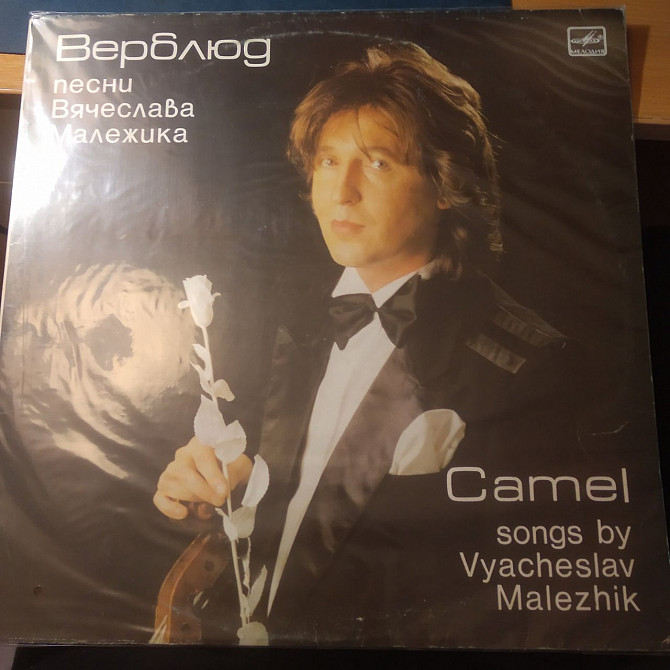 Верблюд
песни
Вячеслава
Малежика
МЕЛОДИЯ
Camel
songs by
Vyacheslav
Malezhik